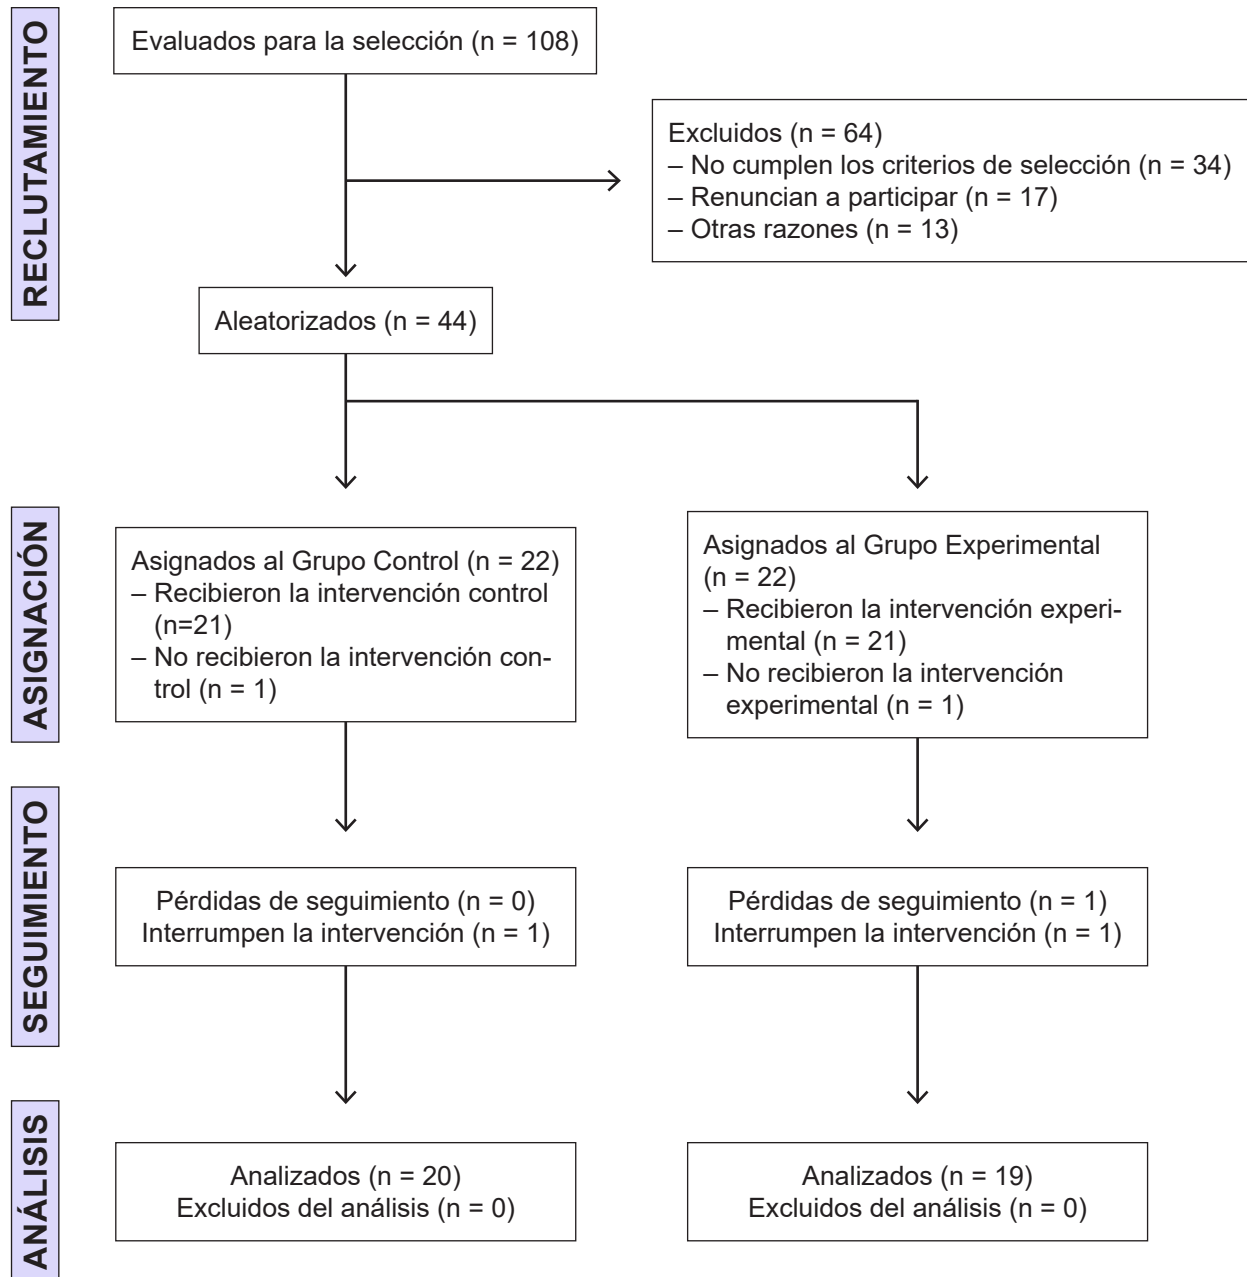 RECLUTAMIENTO
Evaluados para la selección (n = 108)
Excluidos (n = 64)
– No cumplen los criterios de selección (n = 34)
– Renuncian a participar (n = 17)
– Otras razones (n = 13)
Aleatorizados (n = 44)
ASIGNACIÓN
Asignados al Grupo Control (n = 22)
– Recibieron la intervención control
(n=21)
– No recibieron la intervención con-
trol (n = 1)
Asignados al Grupo Experimental
(n = 22)
– Recibieron la intervención experi-
mental (n = 21)
– No recibieron la intervención
experimental (n = 1)
SEGUIMIENTO
Pérdidas de seguimiento (n = 0)
Interrumpen la intervención (n = 1)
Pérdidas de seguimiento (n = 1)
Interrumpen la intervención (n = 1)
ANÁLISIS
Analizados (n = 20)
Excluidos del análisis (n = 0)
Analizados (n = 19)
Excluidos del análisis (n = 0)